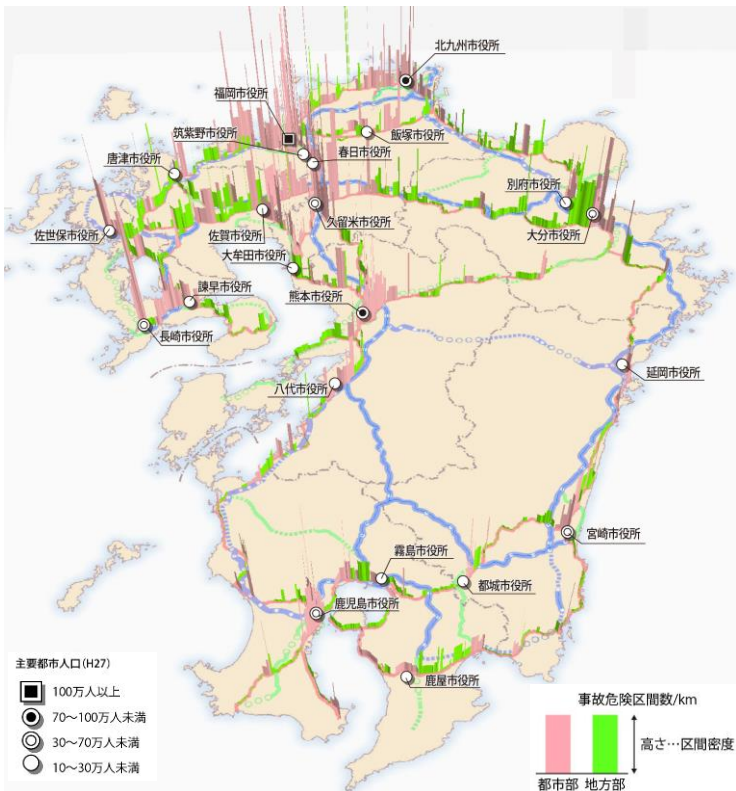 北九州市役所
福岡市役所
筑紫野市役所
飯塚市役所
春日市役所
唐津市役所
別府市役所
佐世保市役所
佐賀市役所
久留米市役所
大分市役所
大牟田市役所
諫早市役所
熊本市役所
長崎市役所
延岡市役所
八代市役所
宮崎市役所
霧島市役所
都城市役所
鹿児島市役所
鹿屋市役所
主要都市人口(H27)
100万人以上
70〜100万人未満
30〜70万人未満
10〜30万人未満
事故危険区間数/km
高さ…区間密度
都市部 地方部